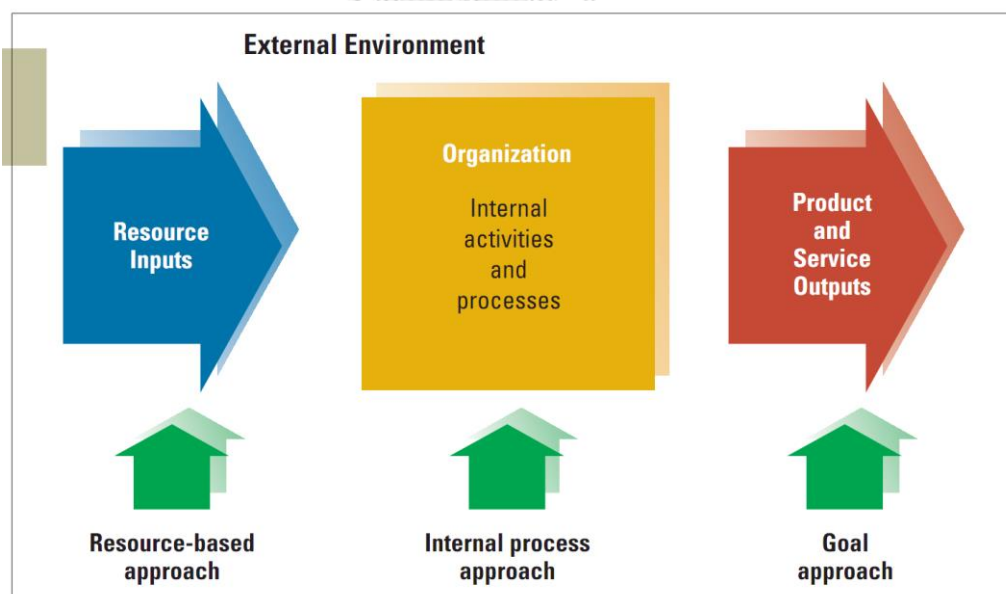 External Environment
Resource
Inputs
Organization
Internal
activities
and
processes
Product
and
Service
Outputs
Resource-based
approach
Internal process
approach
Goal
approach